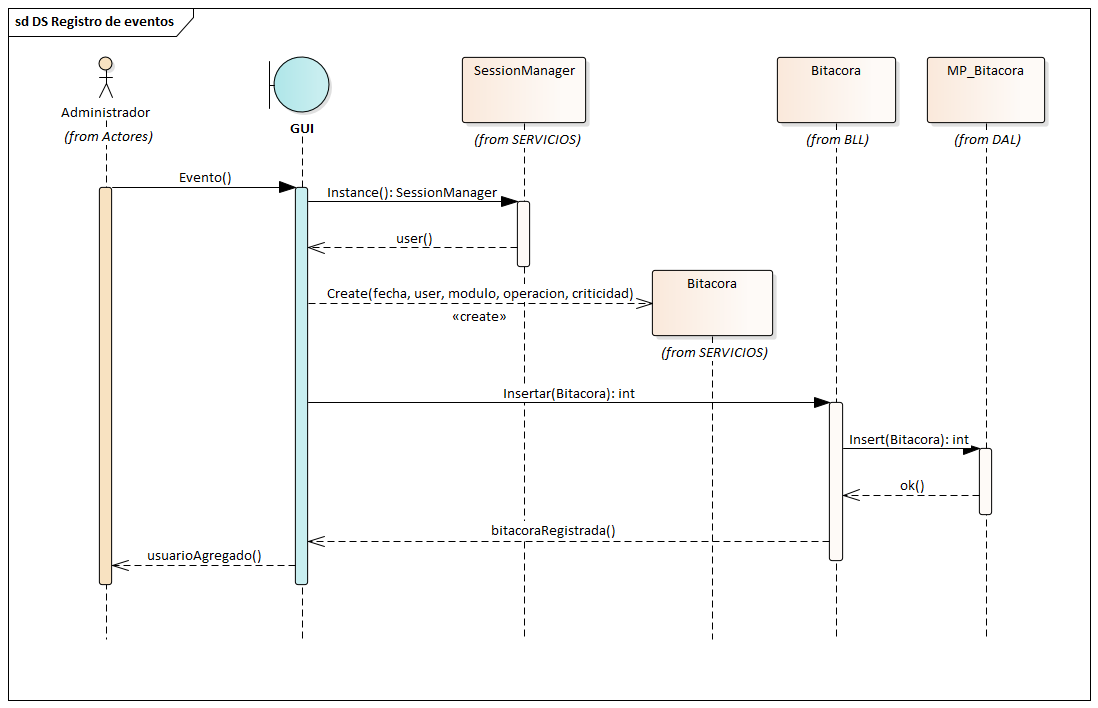 sd DS Registro de eventos
SessionManager
Bitacora
MP_Bitacora
Administrador
GUI
(from Actores)
(from SERVICIOS)
(from BLL)
(from DAL)
Evento()
Instance(): SessionManager
user()
Bitacora
Create(fecha, user, modulo, operacion, criticidad)
«create»
(from SERVICIOS)
Insertar(Bitacora): int
Insert(Bitacora): int
ok()
bitacoraRegistrada()
usuarioAgregado()